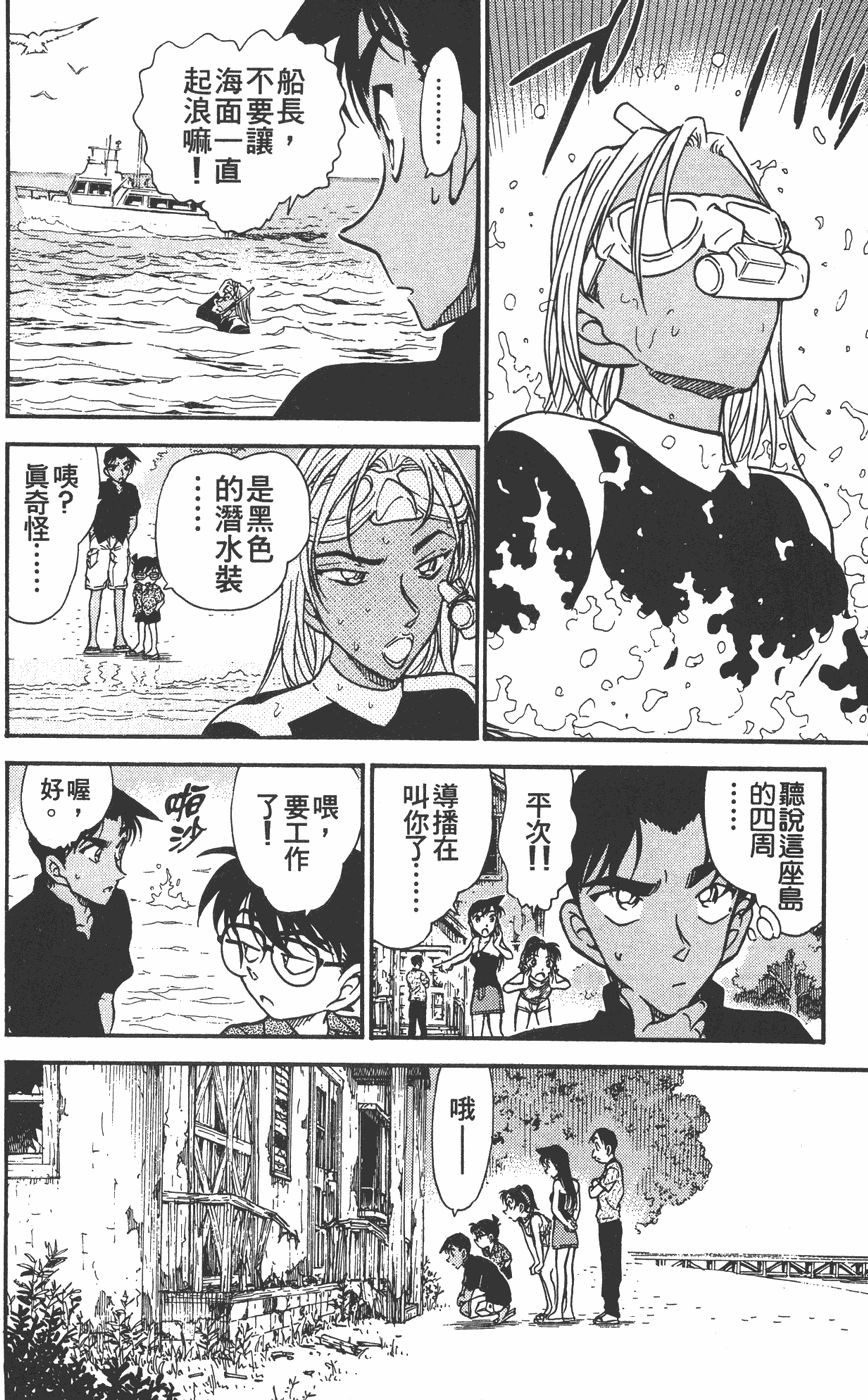 船長，
不要讓
海面一直
起浪嘛！
………
是黑色
的潛水裝
……
咦？
眞奇怪……
聽說這座島
的四周
……
平次!!
導播在
叫你了……
喂，
要工作
了！
啪沙
喔，
好。
哦——